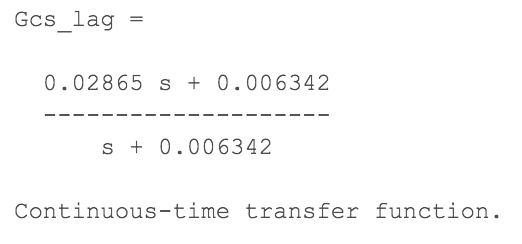 Gcs_lag =
0.02865 s + 0.006342
--------------------
s + 0.006342
Continuous-time transfer function.